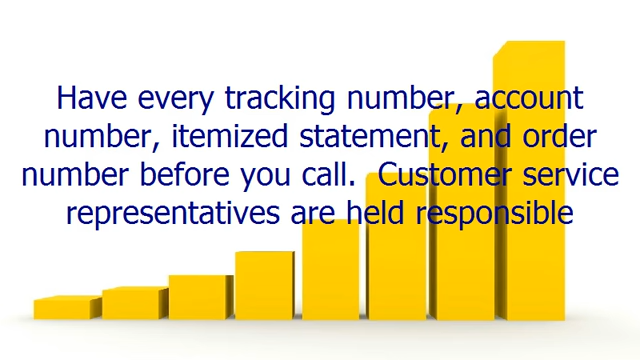 Have every tracking number, account
number, itemized statement, and order
number before you call.  Customer service
representatives are held responsible